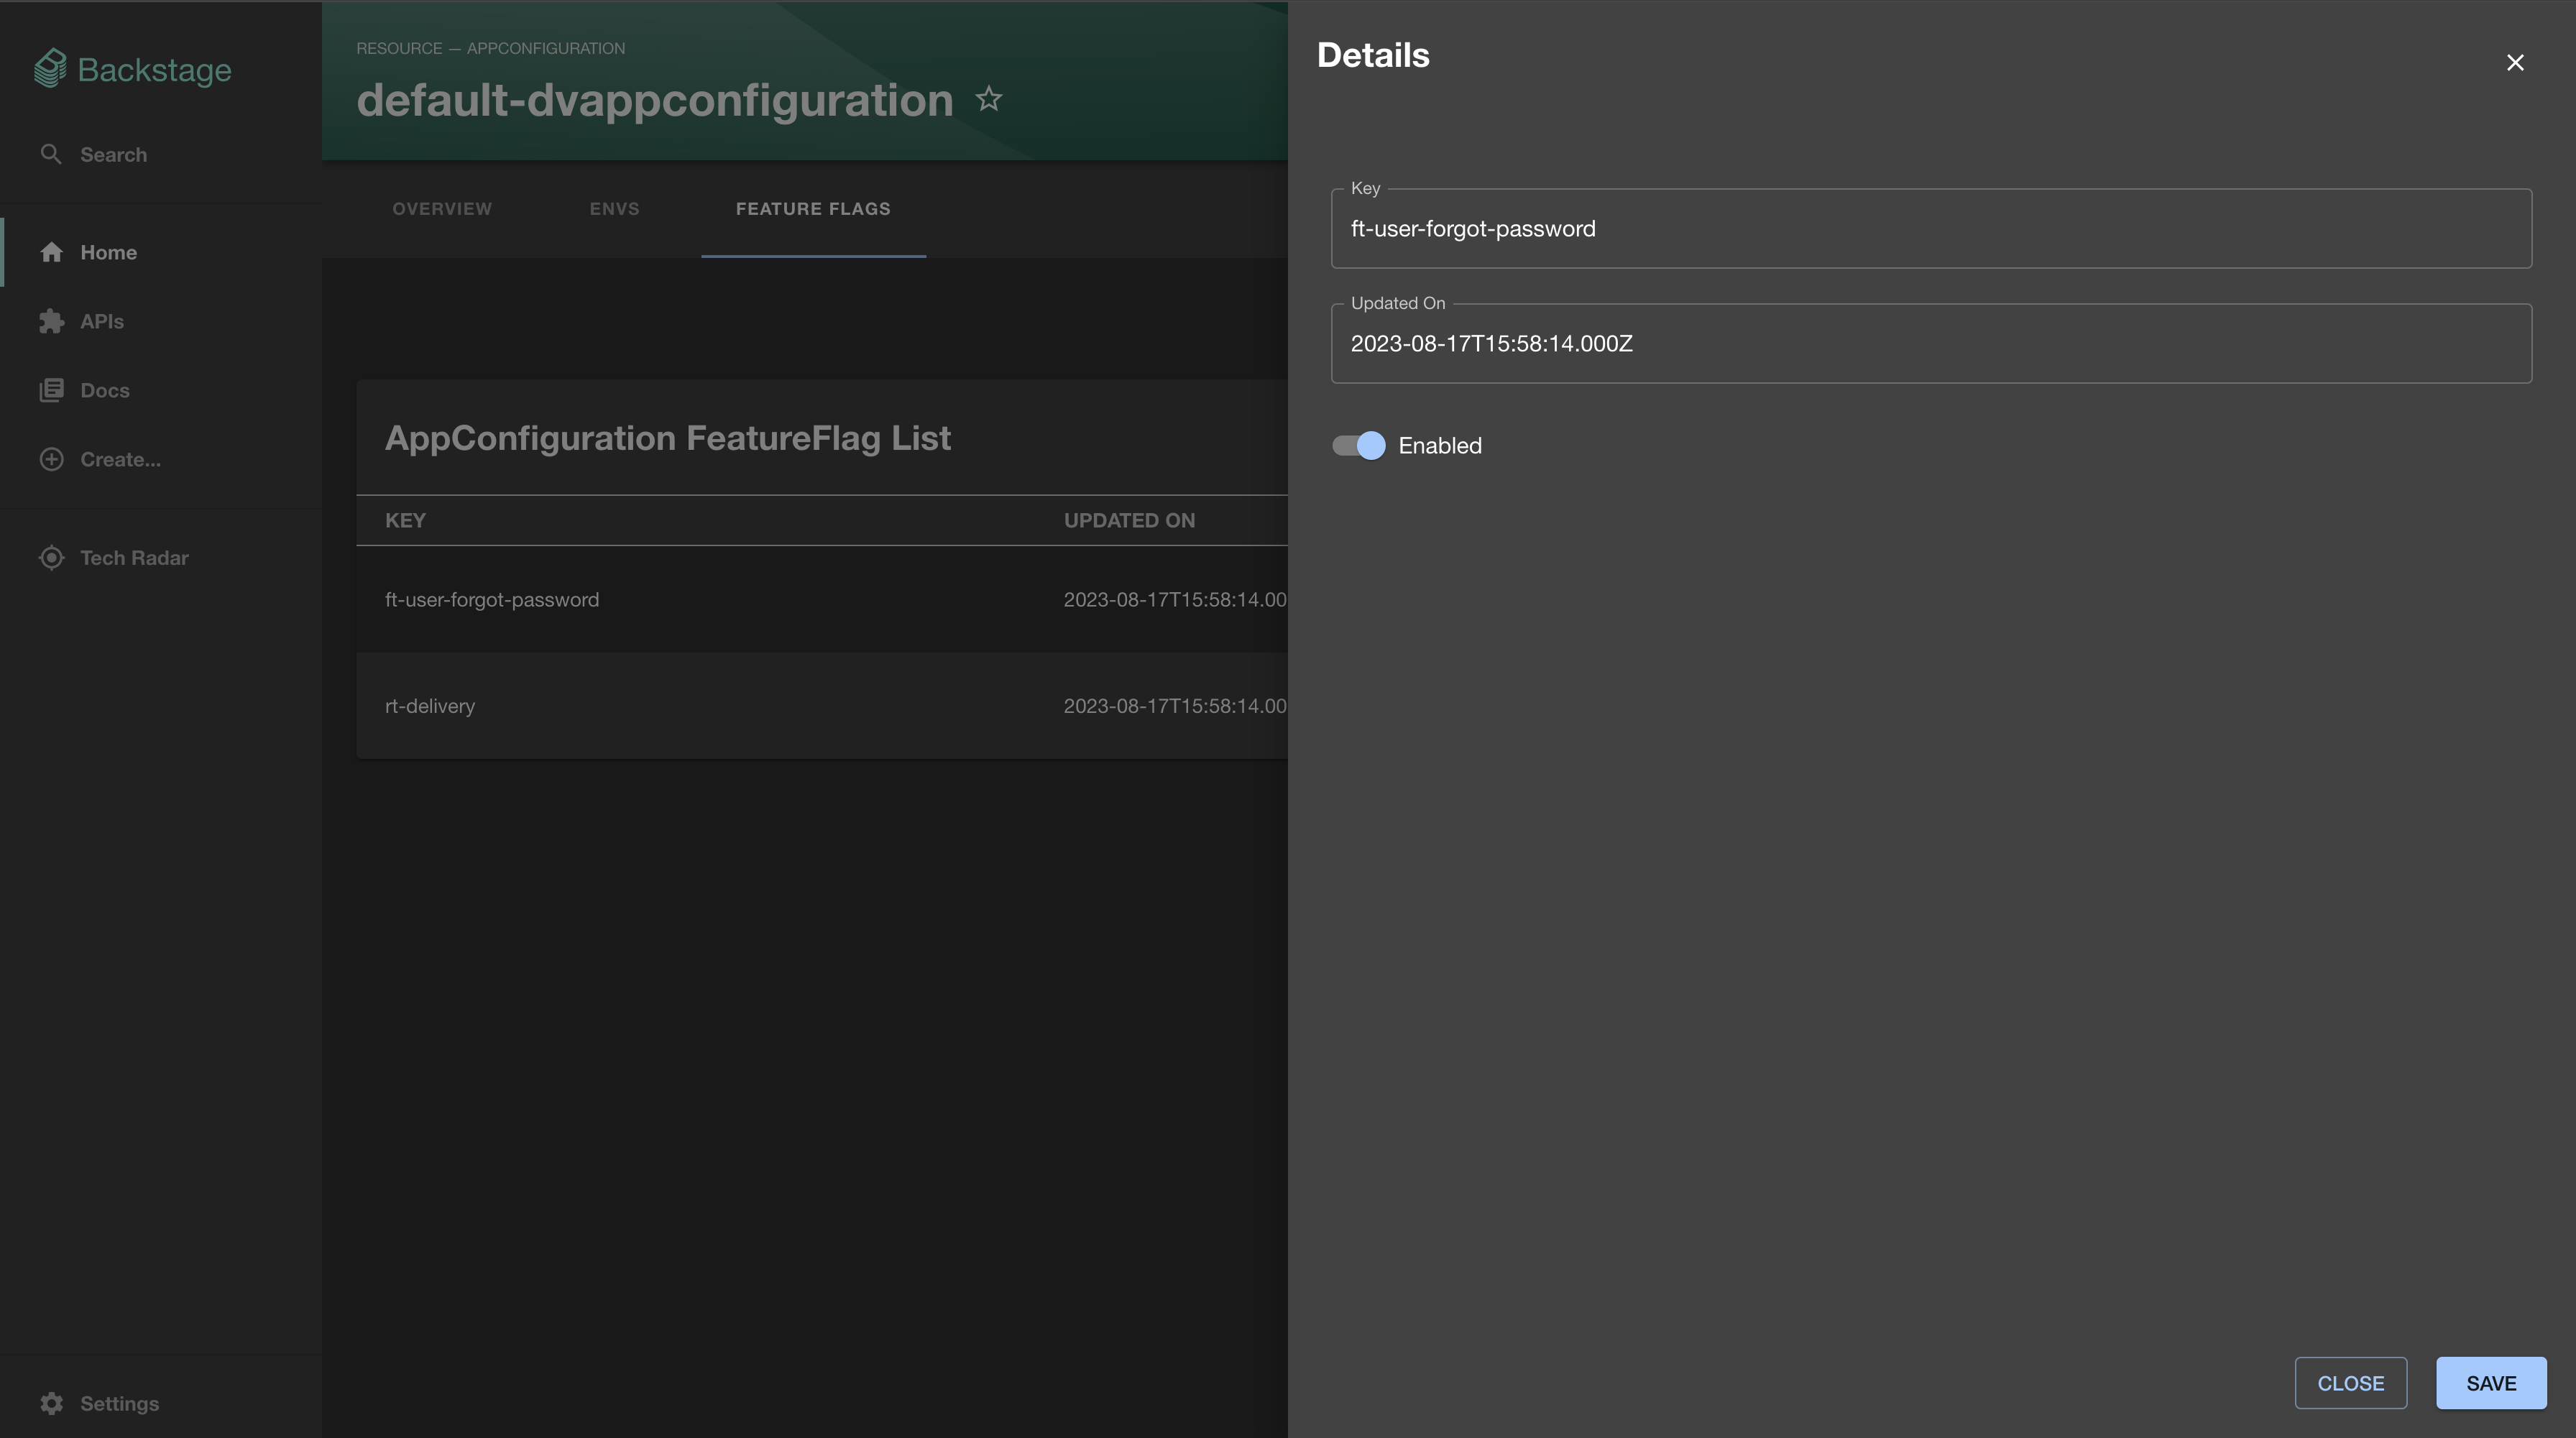 Backstage
Search
Home
APIs
Docs
Create...
Tech Radar
Settings
RESOURCE — APPCONFIGURATION
default-dvappconfiguration
OVERVIEW ENVS FEATURE FLAGS
AppConfiguration FeatureFlag List
KEY UPDATED ON
ft-user-forgot-password 2023-08-17T15:58:14.00
rt-delivery 2023-08-17T15:58:14.00
Details
Key
ft-user-forgot-password
Updated On
2023-08-17T15:58:14.000Z
Enabled
CLOSE SAVE